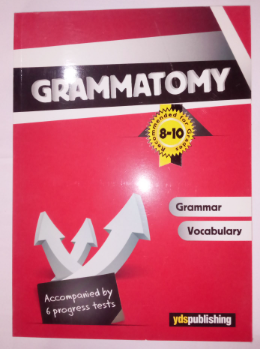 GRAMMATOMY
Recommended for Grades
8-10
Grammar
Vocabulary
Accompanied by
6 progress tests
ydspublishing